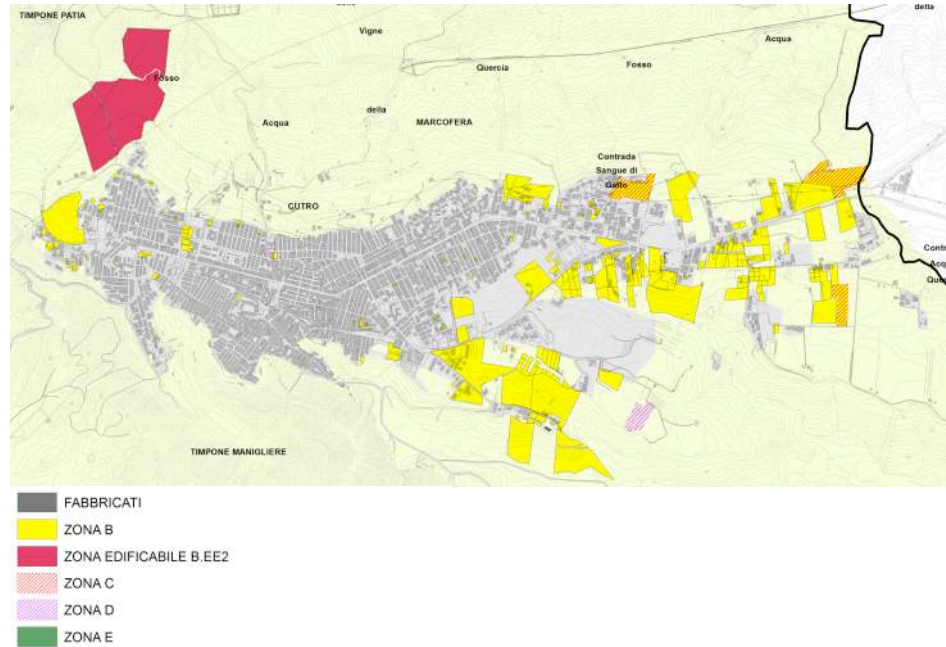 TIMPONE PATIA
della
Vigne
Acqua
Quercia
Fosso
Fosso
della
Acqua
MARCOFERA
Contrada
Sangue di
Gatto
CUTRO
TIMPONE MANIGLIERE
FABBRICATI
ZONA B
ZONA EDIFICABILE B.EE2
ZONA C
ZONA D
ZONA E